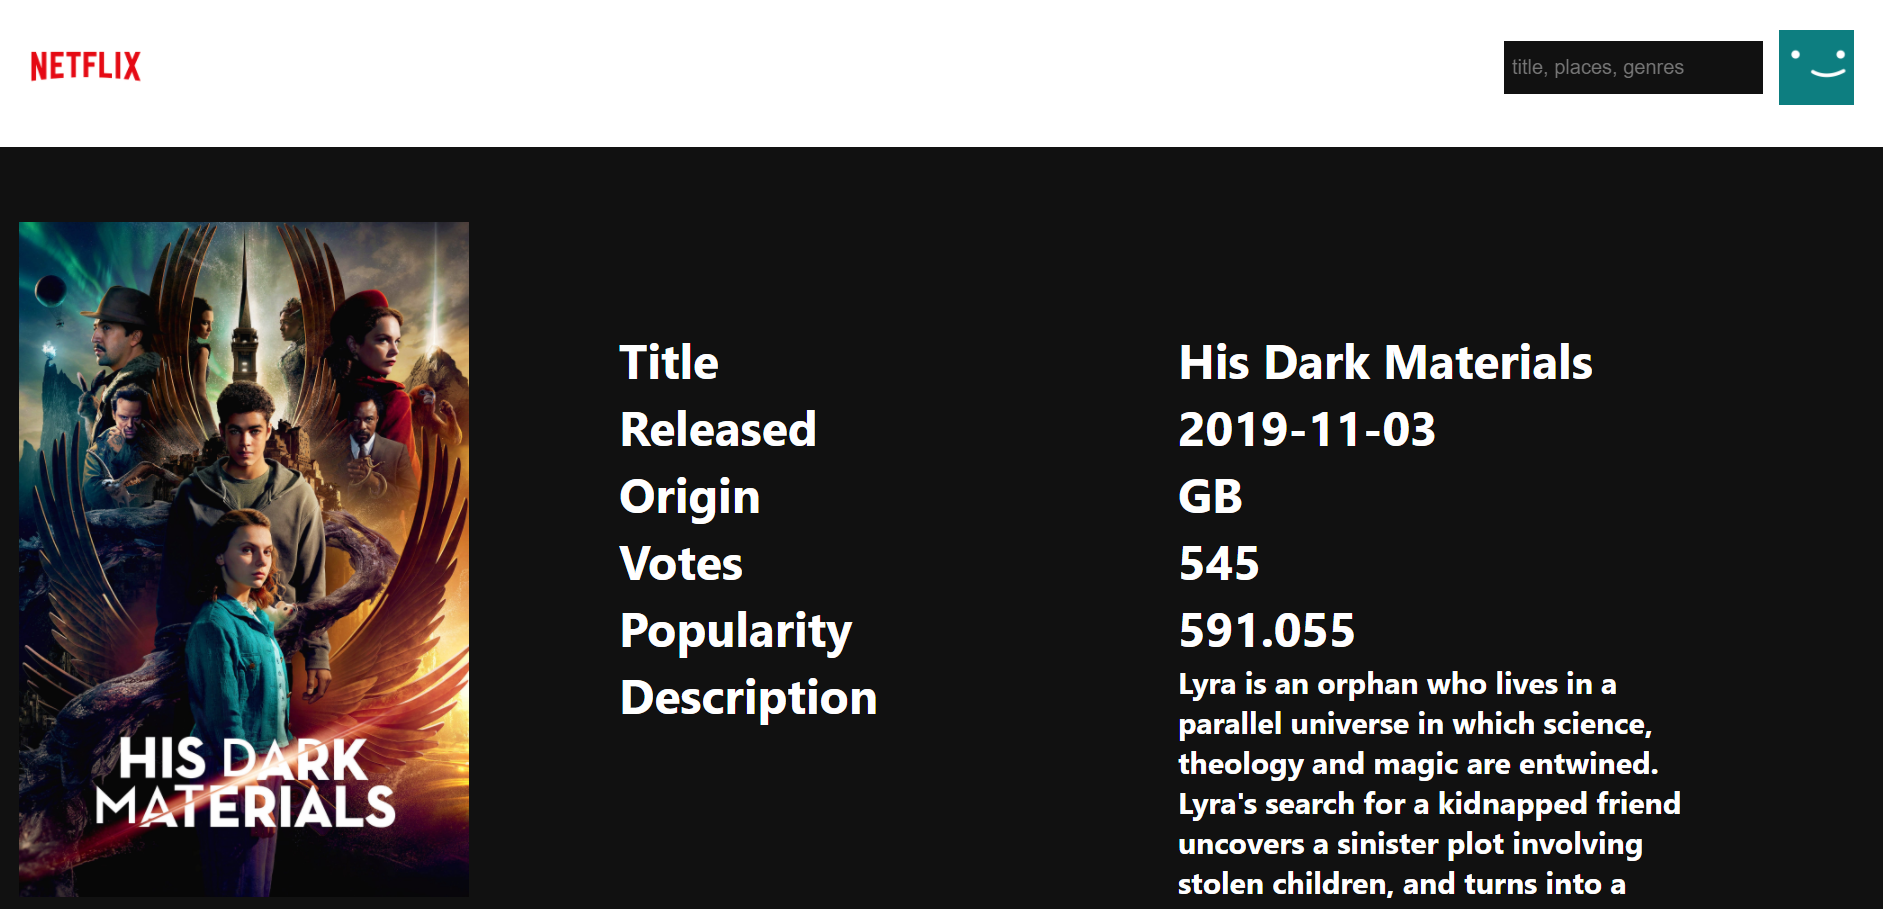 NETFLIX
title, places, genres
HIS DARK
MATERIALS
Title
His Dark Materials
Released
2019-11-03
Origin
GB
Votes
545
Popularity
591.055
Description
Lyra is an orphan who lives in a
parallel universe in which science,
theology and magic are entwined.
Lyra's search for a kidnapped friend
uncovers a sinister plot involving
stolen children, and turns into a